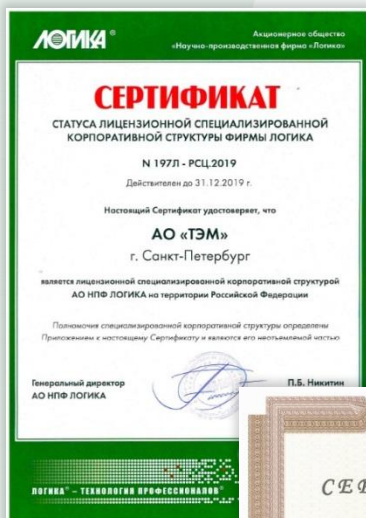 ЛОГИКА®
Акционерное общество
«Научно-производственная фирма «Логика»
СЕРТИФИКАТ
СТАТУСА ЛИЦЕНЗИОННОЙ СПЕЦИАЛИЗИРОВАННОЙ
КОРПОРАТИВНОЙ СТРУКТУРЫ ФИРМЫ ЛОГИКА
N 197Л - РСЦ.2019
Действителен до 31.12.2019 г.
Настоящий Сертификат удостоверяет, что
АО «ТЭМ»
г. Санкт-Петербург
является лицензионной специализированной корпоративной структурой
АО НПФ ЛОГИКА на территории Российской Федерации
Полномочия специализированной корпоративной структуры определены
Приложением к настоящему Сертификату и являются его неотъемлемой частью
Генеральный директор
АО НПФ ЛОГИКА
П.Б. Никитин
ЛОГИКА® – ТЕХНОЛОГИЯ ПРОФЕССИОНАЛОВ®
СЕР